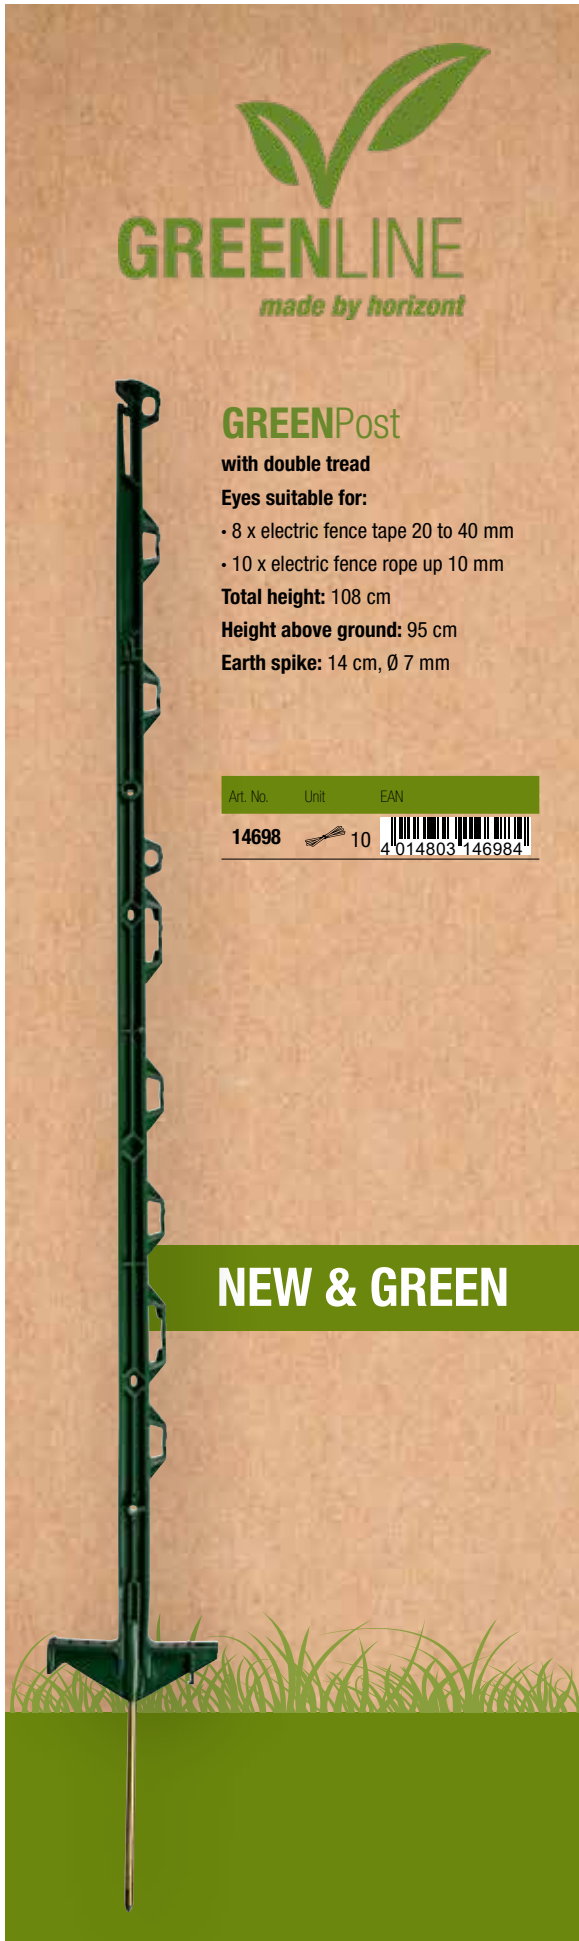 GREENLINE
made by horizont
GREENPost
with double tread
Eyes suitable for:
• 8 x electric fence tape 20 to 40 mm
• 10 x electric fence rope up 10 mm
Total height: 108 cm
Height above ground: 95 cm
Earth spike: 14 cm, Ø 7 mm
Art. No. Unit EAN
14698 10 4 014803 146984
NEW & GREEN